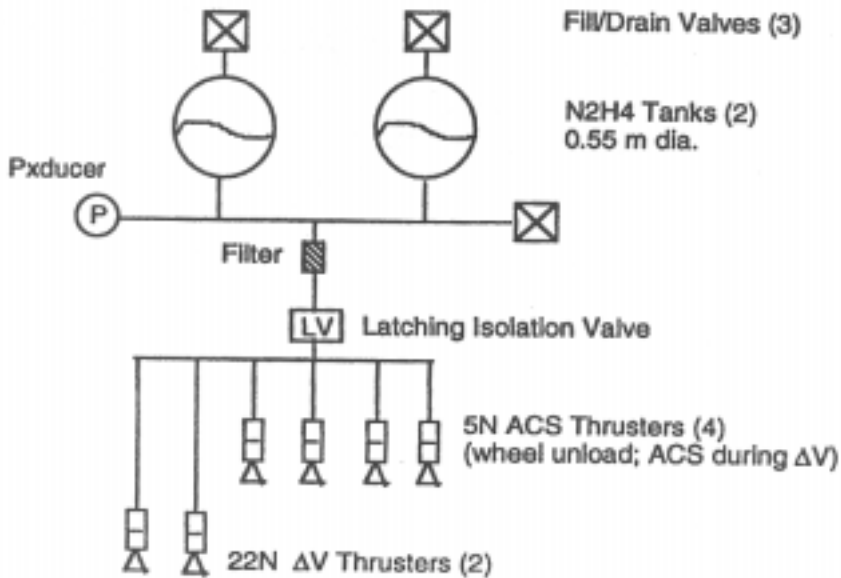 Fill/Drain Valves (3)
N2H4 Tanks (2)
0.55 m dia.
Pxducer
P
Filter
LV
Latching Isolation Valve
5N ACS Thrusters (4)
(wheel unload; ACS during ΔV)
22N ΔV Thrusters (2)